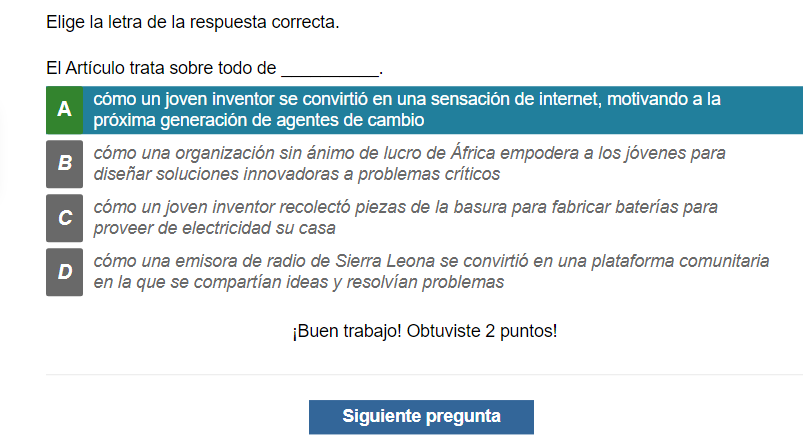 Elige la letra de la respuesta correcta.
El Artículo trata sobre todo de __________.
A cómo un joven inventor se convirtió en una sensación de internet, motivando a la
próxima generación de agentes de cambio
B cómo una organización sin ánimo de lucro de África empodera a los jóvenes para
diseñar soluciones innovadoras a problemas críticos
C cómo un joven inventor recolectó piezas de la basura para fabricar baterías para
proveer de electricidad su casa
D cómo una emisora de radio de Sierra Leona se convirtió en una plataforma comunitaria
en la que se compartían ideas y resolvían problemas
¡Buen trabajo! Obtuviste 2 puntos!
Siguiente pregunta